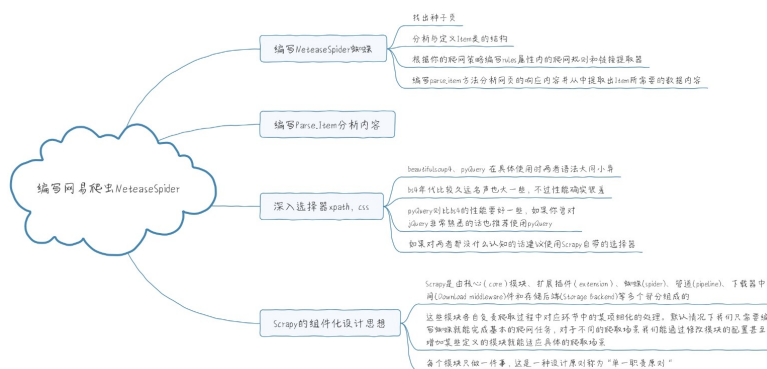 编写网易爬虫NeteaseSpider
编写NeteaseSpider蜘蛛
找出种子页
分析与定义Item类的结构
根据你的爬网策略编写rules属性内的爬网规则和链接提取器
编写parse_item方法分析网页的响应内容并从中提取出Item所需要的数据内容
编写Parse_Item分析内容
深入选择器xpath、css
beautifulsoup4、pyQuery 在具体使用时两者语法大同小异
bs4年代比较久远名声也大一些，不过性能确实堪羞
pyQuery对比bs4的性能要好一些，如果你曾对
jQuery非常熟悉的话也推荐使用pyQuery
如果对两者都没什么认知的话建议使用Scrapy自带的选择器
Scrapy的组件化设计思想
Scrapy是由核心(core)模块、扩展插件(extension)、蜘蛛(spider)、管道(pipeline)、下载器中
间(Download middleware)件和存储后端(Storage backend)等多个部分组成的
这些模块各自负责爬取过程中对应环节中的某项细化的处理。默认情况下我们只需要编
写蜘蛛就能完成基本的爬网任务，对于不同的爬取场景我们能通过修改模块的配置甚至
增加某些定义的模块就能适应具体的爬取场景
每个模块只做一件事，这是一种设计原则称为“单一职责原则”